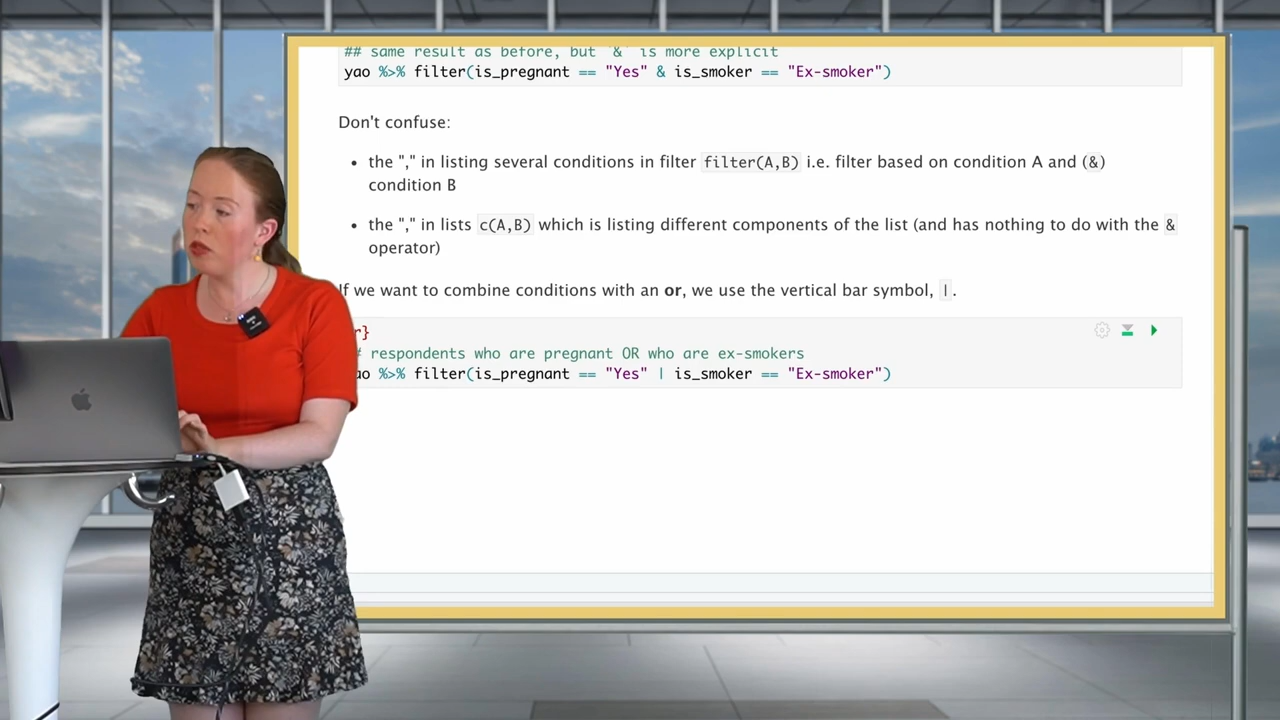 ## same result as before, but `&` is more explicit
yao %>% filter(is_pregnant == "Yes" & is_smoker == "Ex-smoker")
Don't confuse:
• the "," in listing several conditions in filter filter(A,B) i.e. filter based on condition A and (&)
condition B
• the "," in lists c(A,B) which is listing different components of the list (and has nothing to do with the &
operator)
If we want to combine conditions with an or, we use the vertical bar symbol, |.
r}
# respondents who are pregnant OR who are ex-smokers
ao %>% filter(is_pregnant == "Yes" | is_smoker == "Ex-smoker")